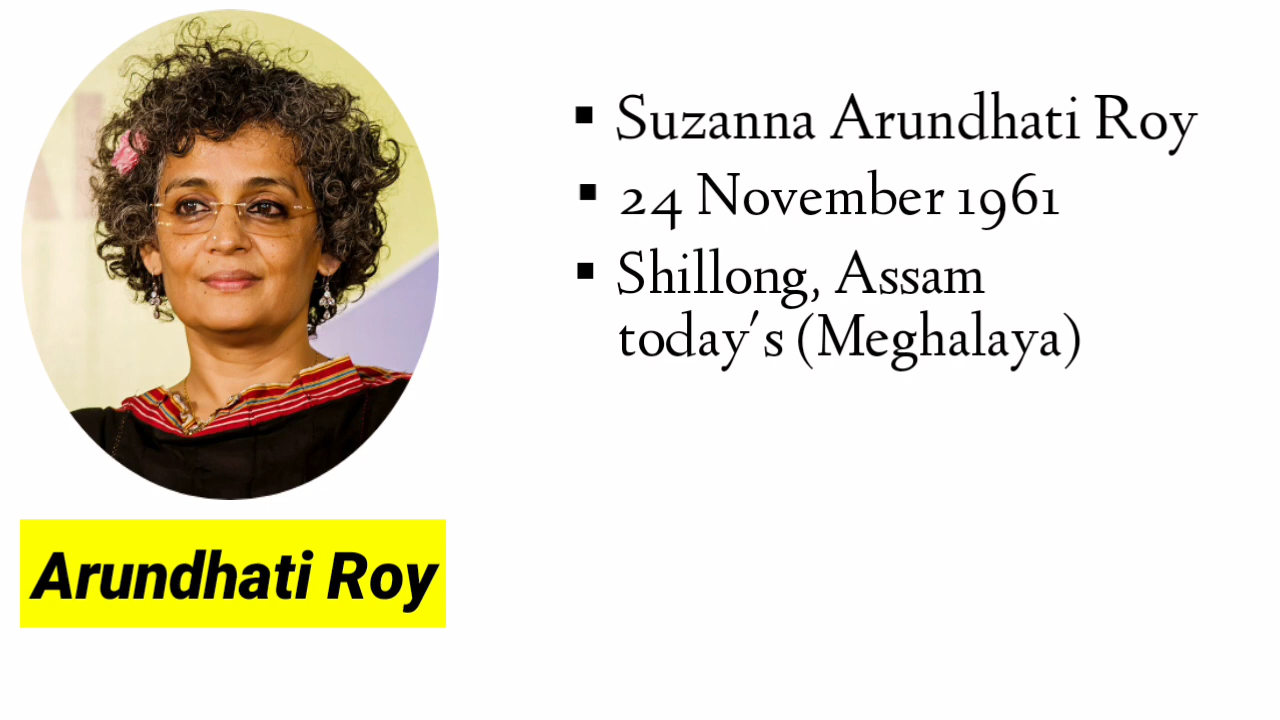 Suzanna Arundhati Roy
24 November 1961
Shillong, Assam
today's (Meghalaya)
Arundhati Roy